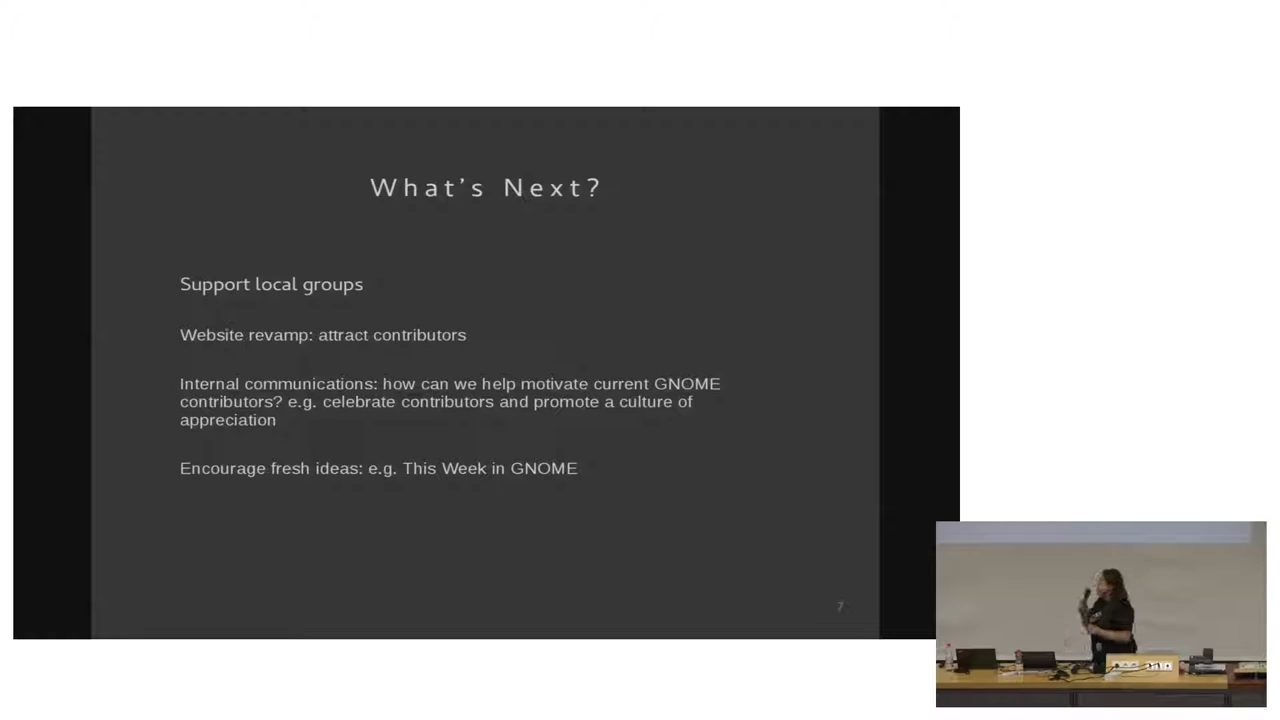 What's Next?
Support local groups
Website revamp: attract contributors
Internal communications: how can we help motivate current GNOME
contributors? e.g. celebrate contributors and promote a culture of
appreciation
Encourage fresh ideas: e.g. This Week in GNOME
7